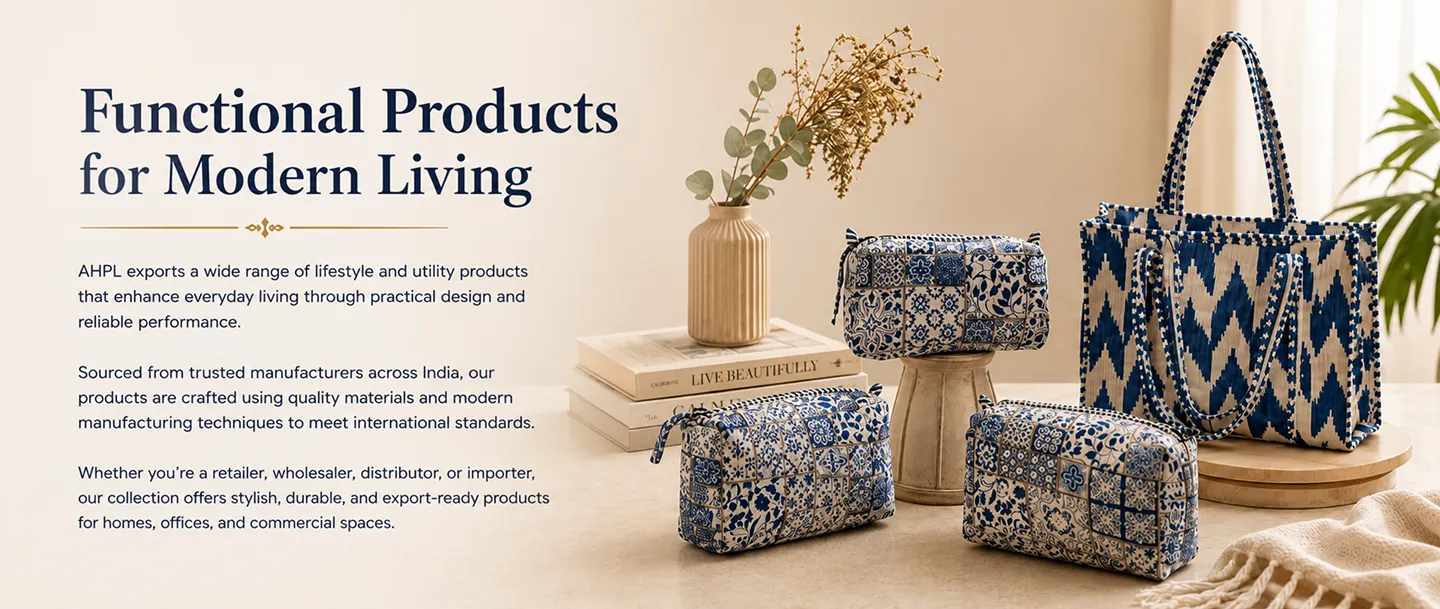 Functional Products
for Modern Living
AHPL exports a wide range of lifestyle and utility products
that enhance everyday living through practical design and
reliable performance.
Sourced from trusted manufacturers across India, our
products are crafted using quality materials and modern
manufacturing techniques to meet international standards.
Whether you’re a retailer, wholesaler, distributor, or importer,
our collection offers stylish, durable, and export-ready products
for homes, offices, and commercial spaces.
LIVE BEAUTIFULLY